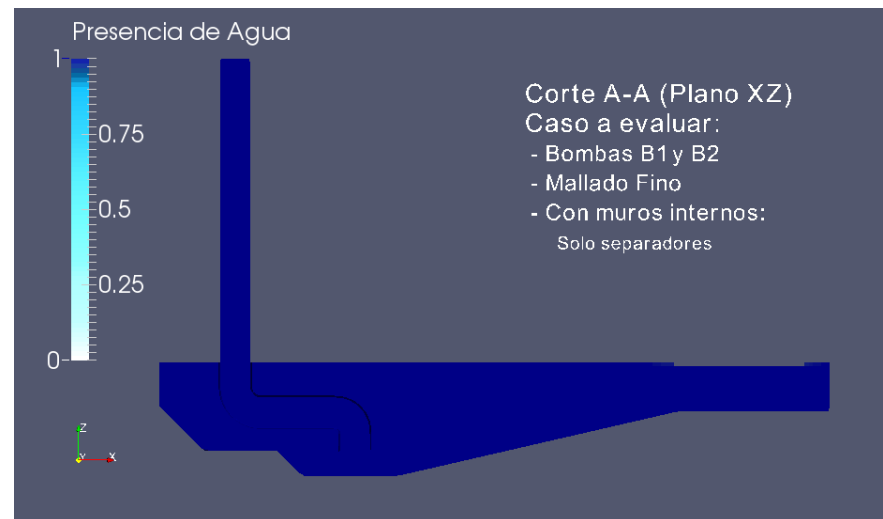 Presencia de Agua
1
0.75
0.5
0.25
0
Corte A-A (Plano XZ)
Caso a evaluar:
- Bombas B1 y B2
- Mallado Fino
- Con muros internos:
Solo separadores
Z
Y X